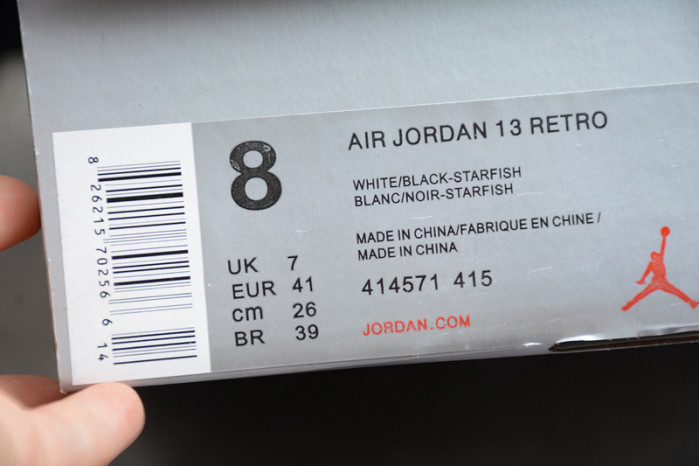 8 26215 70256 6 14
8
UK 7
EUR 41
cm 26
BR 39
AIR JORDAN 13 RETRO
WHITE/BLACK-STARFISH
BLANC/NOIR-STARFISH
MADE IN CHINA/FABRIQUE EN CHINE /
MADE IN CHINA
414571 415
JORDAN.COM